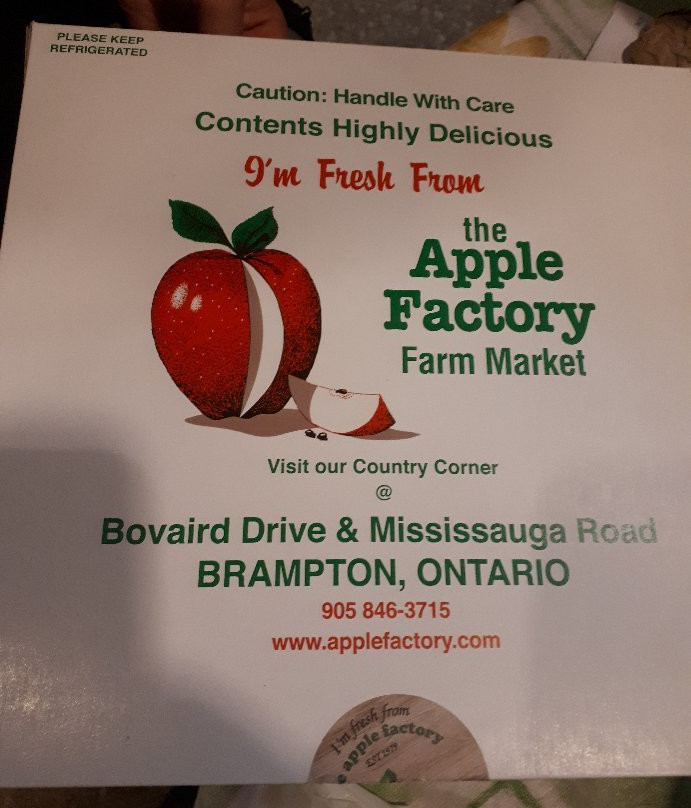 PLEASE KEEP
REFRIGERATED
Caution: Handle With Care
Contents Highly Delicious
I'm Fresh From
the
Apple
Factory
Farm Market
Visit our Country Corner
@
Bovaird Drive & Mississauga Road
BRAMPTON, ONTARIO
905 846-3715
www.applefactory.com
I'm fresh from
apple factory